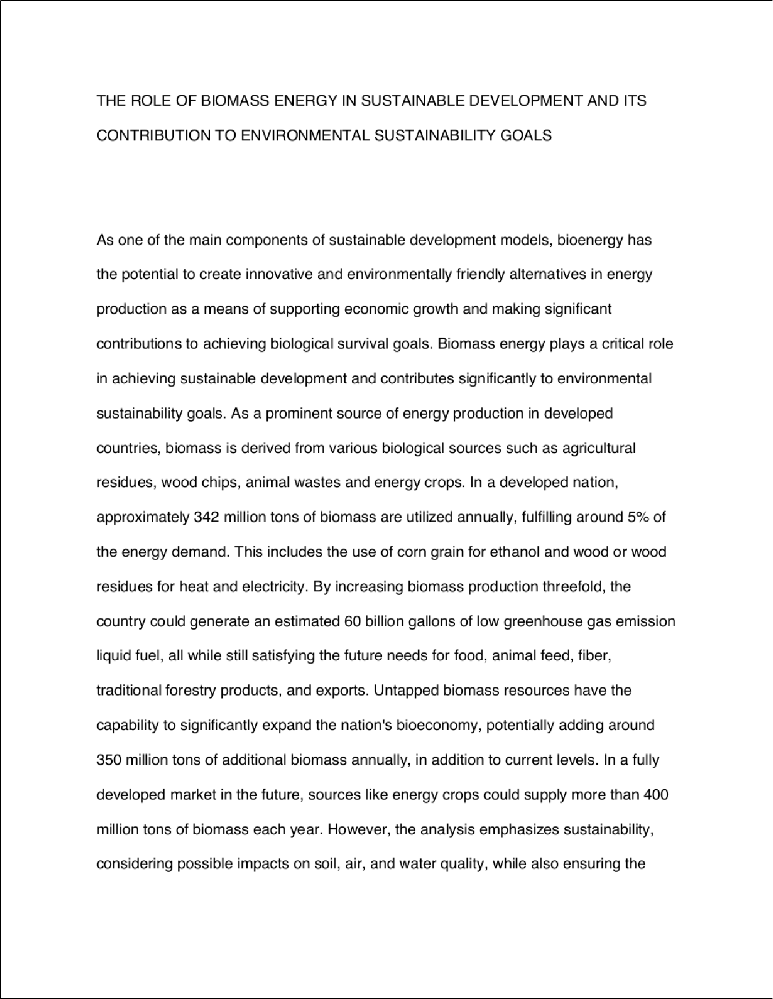 THE ROLE OF BIOMASS ENERGY IN SUSTAINABLE DEVELOPMENT AND ITS
CONTRIBUTION TO ENVIRONMENTAL SUSTAINABILITY GOALS
As one of the main components of sustainable development models, bioenergy has
the potential to create innovative and environmentally friendly alternatives in energy
production as a means of supporting economic growth and making significant
contributions to achieving biological survival goals. Biomass energy plays a critical role
in achieving sustainable development and contributes significantly to environmental
sustainability goals. As a prominent source of energy production in developed
countries, biomass is derived from various biological sources such as agricultural
residues, wood chips, animal wastes and energy crops. In a developed nation,
approximately 342 million tons of biomass are utilized annually, fulfilling around 5% of
the energy demand. This includes the use of corn grain for ethanol and wood or wood
residues for heat and electricity. By increasing biomass production threefold, the
country could generate an estimated 60 billion gallons of low greenhouse gas emission
liquid fuel, all while still satisfying the future needs for food, animal feed, fiber,
traditional forestry products, and exports. Untapped biomass resources have the
capability to significantly expand the nation's bioeconomy, potentially adding around
350 million tons of additional biomass annually, in addition to current levels. In a fully
developed market in the future, sources like energy crops could supply more than 400
million tons of biomass each year. However, the analysis emphasizes sustainability,
considering possible impacts on soil, air, and water quality, while also ensuring the